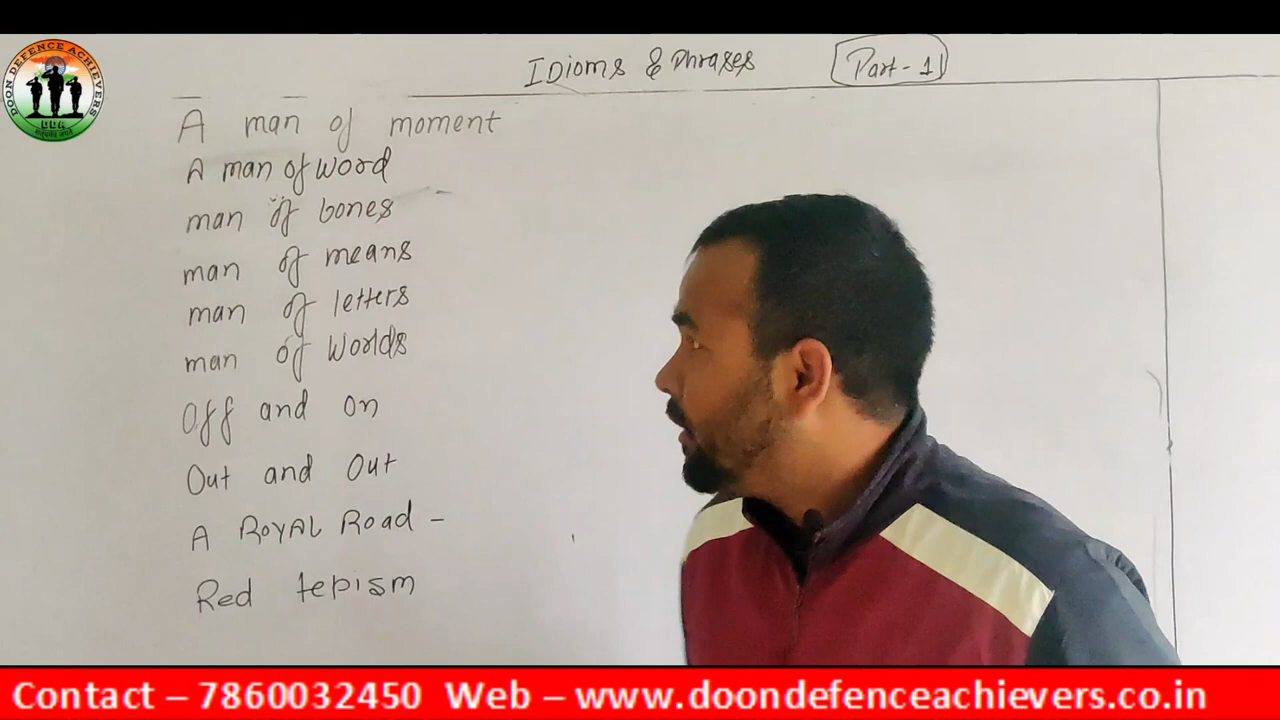 DOON DEFENCE ACHIEVERS
DDA
Idioms & Phrases Part-1
A man of moment
A man of word
man of bones
man of means
man of letters
man of worlds
Off and on
Out and Out
A ROYAL Road -
Red tepism
Contact – 7860032450 Web – www.doondefenceachievers.co.in